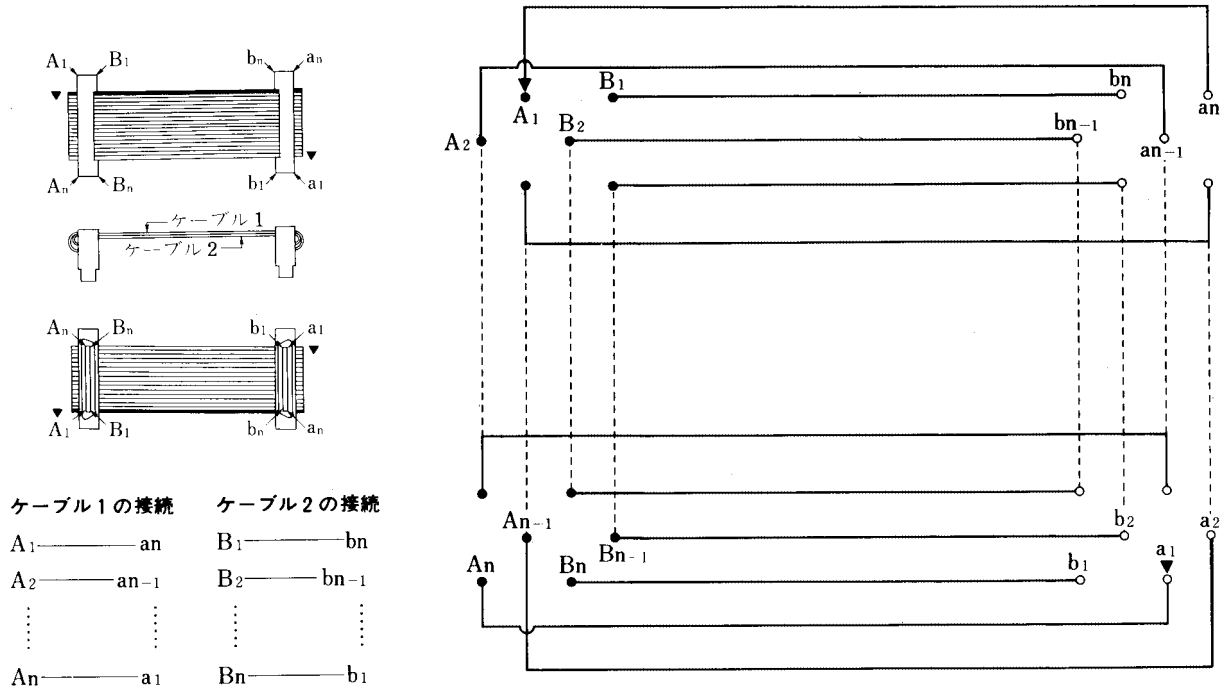 A1 B1 bn an
An Bn b1 a1
ケーブル1
ケーブル2
An Bn b1 a1
A1 B1 bn an
ケーブル1の接続 ケーブル2の接続
A1 an B1 bn
A2 an-1 B2 bn-1
An a1 Bn b1
B1 bn
A1 an
B2 bn-1
A2 an-1
An-1 b2 a2
Bn-1
An Bn b1 a1